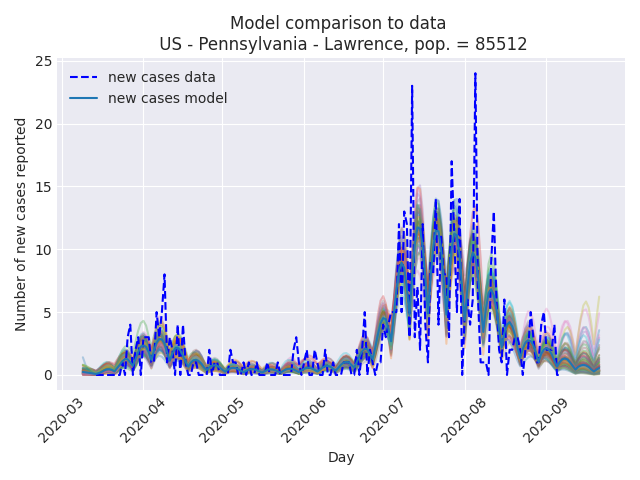 Model comparison to data
US - Pennsylvania - Lawrence, pop. = 85512
25
20
15
10
5
0
Number of new cases reported
new cases data
new cases model
2020-03
2020-04
2020-05
2020-06
2020-07
2020-08
2020-09
Day